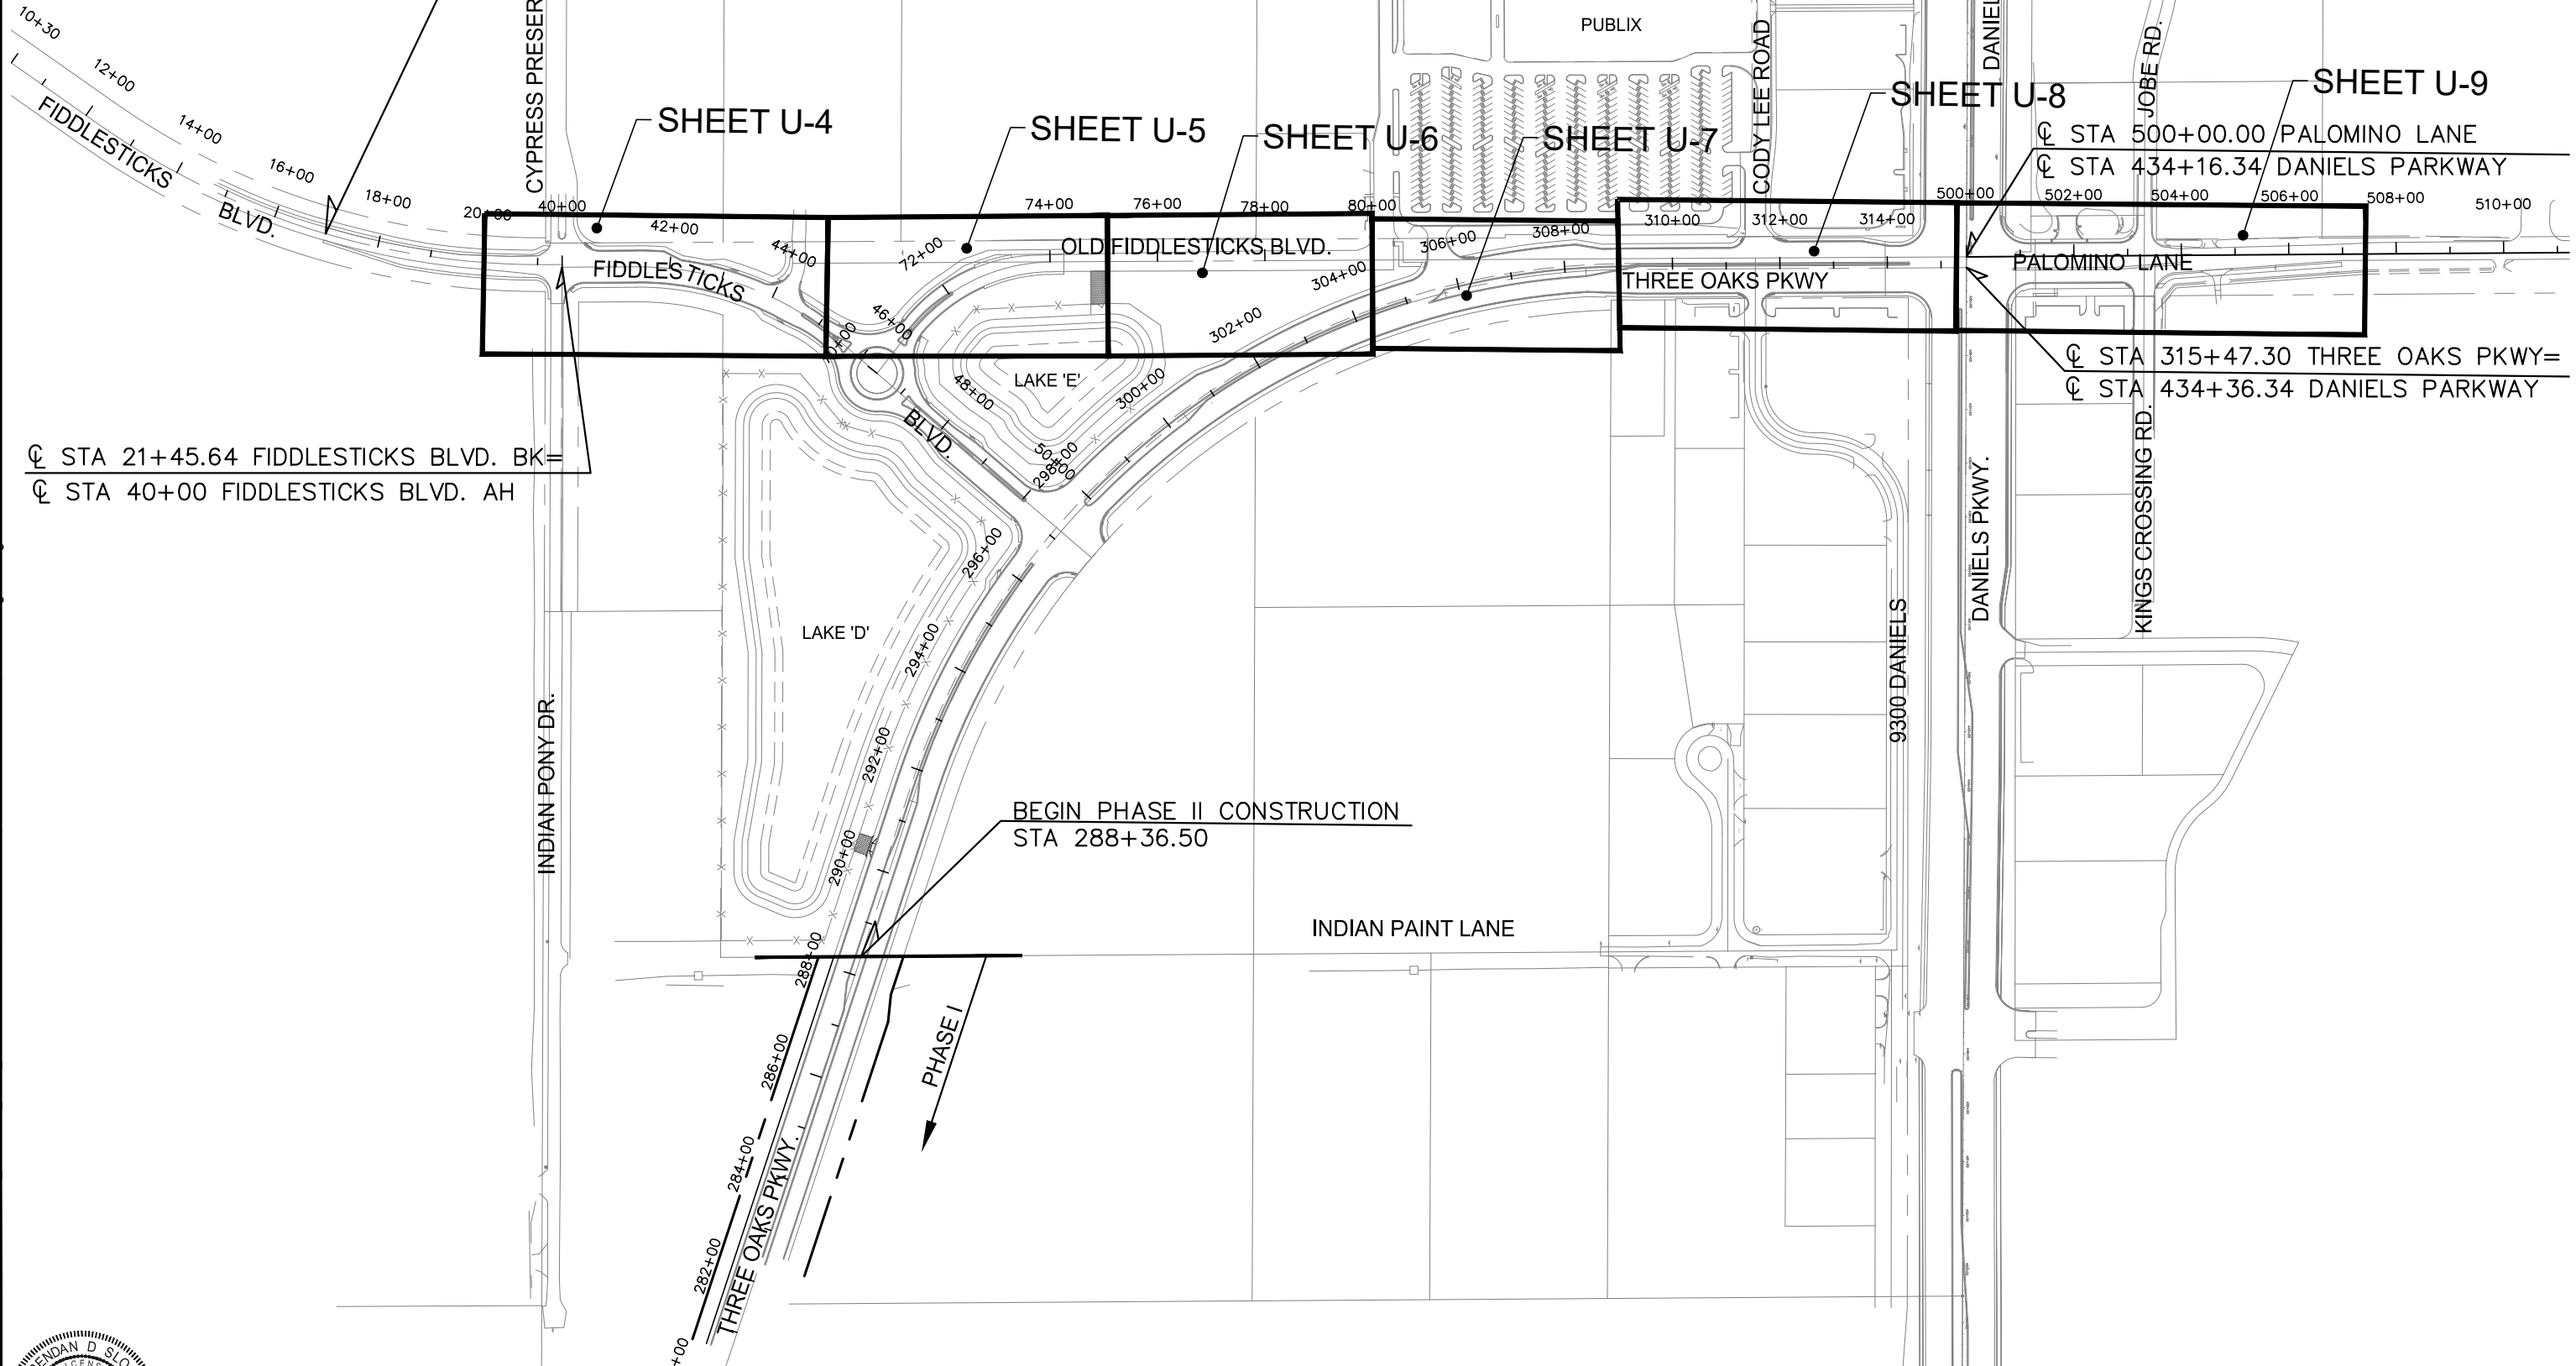 10+30
12+00
14+00
16+00
18+00
20+00
FIDDLESTICKS
BLVD.
CYPRESS PRESER
SHEET U-4
SHEET U-5
SHEET U-6
SHEET U-7
SHEET U-8
SHEET U-9
PUBLIX
CODY LEE ROAD
DANIEL
JOBE RD.
℄ STA 500+00.00 PALOMINO LANE
℄ STA 434+16.34 DANIELS PARKWAY
40+00
42+00
44+00
46+00
48+00
50+00
72+00
74+00
76+00
78+00
80+00
OLD FIDDLESTICKS BLVD.
FIDDLESTICKS
BLVD.
298+00
300+00
302+00
304+00
306+00
308+00
310+00
312+00
314+00
THREE OAKS PKWY
500+00
502+00
504+00
506+00
508+00
510+00
PALOMINO LANE
℄ STA 315+47.30 THREE OAKS PKWY=
℄ STA 434+36.34 DANIELS PARKWAY
LAKE 'E'
LAKE 'D'
℄ STA 21+45.64 FIDDLESTICKS BLVD. BK=
℄ STA 40+00 FIDDLESTICKS BLVD. AH
DANIELS PKWY.
KINGS CROSSING RD.
9300 DANIELS
INDIAN PONY DR.
296+00
294+00
292+00
290+00
288+00
286+00
284+00
282+00
+00
BEGIN PHASE II CONSTRUCTION
STA 288+36.50
INDIAN PAINT LANE
PHASE I
THREE OAKS PKWY.
ENDAN D SLO
CENS